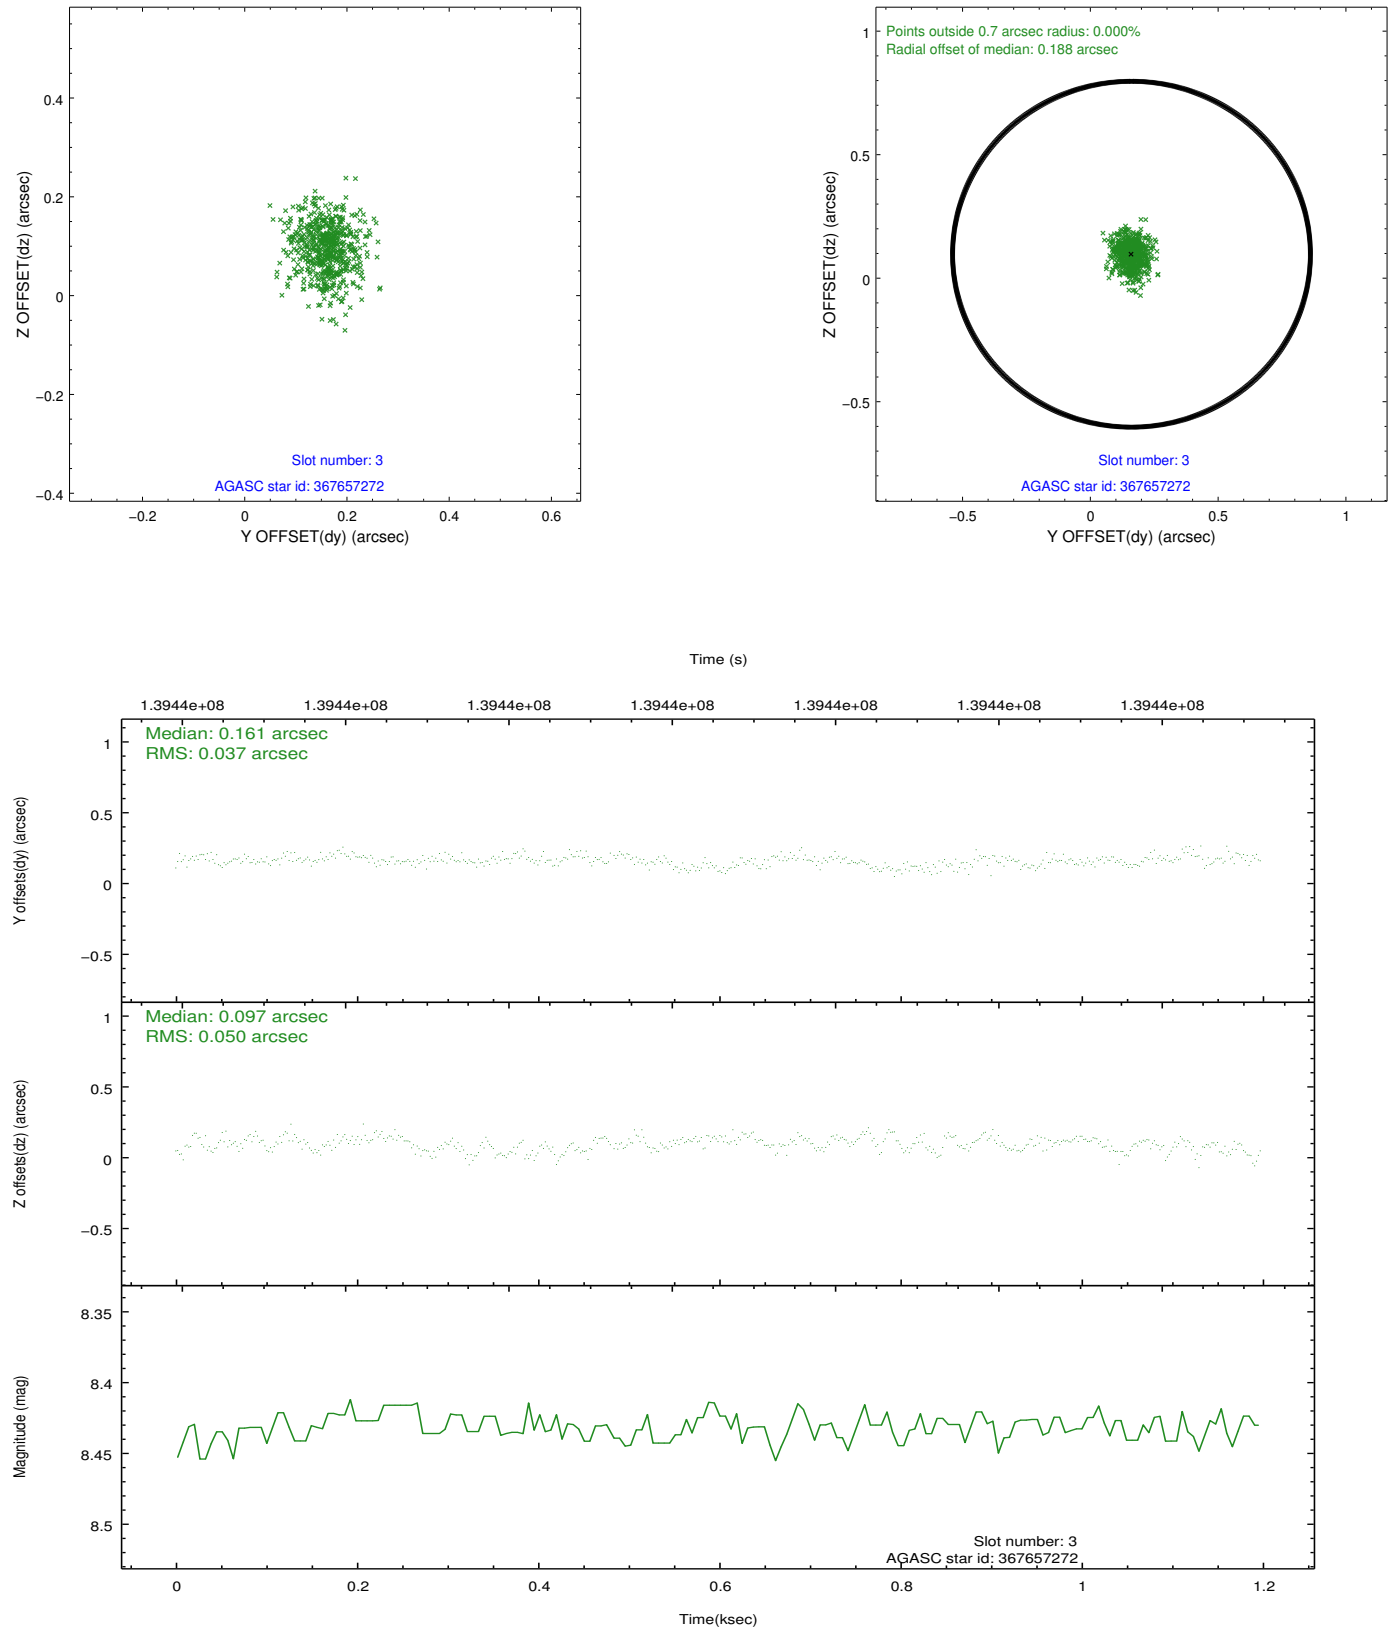 0.4
0.2
0
−0.2
−0.4
Z OFFSET(dz) (arcsec)
Slot number: 3
AGASC star id: 367657272
−0.2
0
0.2
0.4
0.6
Y OFFSET(dy) (arcsec)
Points outside 0.7 arcsec radius: 0.000%
Radial offset of median: 0.188 arcsec
1
0.5
0
−0.5
Z OFFSET(dz) (arcsec)
Slot number: 3
AGASC star id: 367657272
−0.5
0
0.5
1
Y OFFSET(dy) (arcsec)
Time (s)
1.3944e+08
1.3944e+08
1.3944e+08
1.3944e+08
1.3944e+08
1.3944e+08
1.3944e+08
Median: 0.161 arcsec
RMS: 0.037 arcsec
1
0.5
0
−0.5
Y offsets(dy) (arcsec)
Median: 0.097 arcsec
RMS: 0.050 arcsec
1
0.5
0
−0.5
Z offsets(dz) (arcsec)
8.35
8.4
8.45
8.5
Magnitude (mag)
Slot number: 3
AGASC star id: 367657272
0
0.2
0.4
0.6
0.8
1
1.2
Time(ksec)